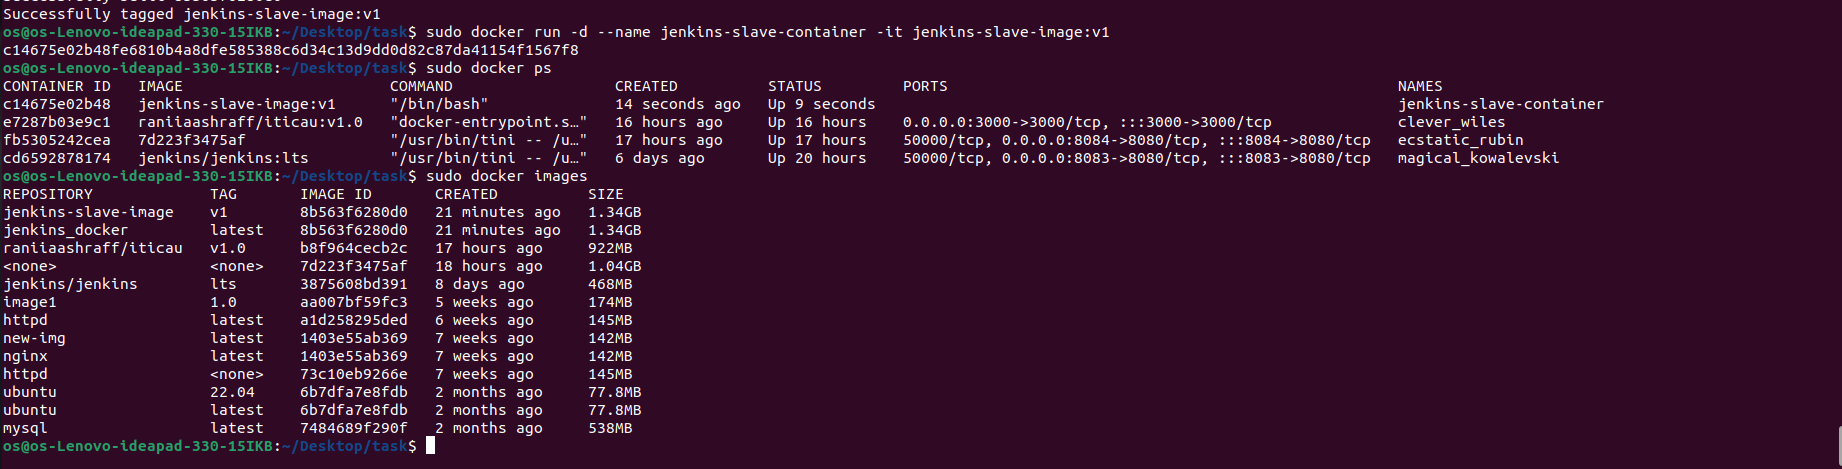 Successfully tagged jenkins-slave-image:v1
os@os-Lenovo-ideapad-330-15IKB:~/Desktop/task$ sudo docker run -d --name jenkins-slave-container -it jenkins-slave-image:v1
c14675e02b48fe6810b4a8dfe585388c6d34c13d9dd0d82c87da41154f1567f8
os@os-Lenovo-ideapad-330-15IKB:~/Desktop/task$ sudo docker ps
CONTAINER ID   IMAGE                       COMMAND                  CREATED          STATUS         PORTS                                                  NAMES
c14675e02b48   jenkins-slave-image:v1      "/bin/bash"              14 seconds ago   Up 9 seconds                                                          jenkins-slave-container
e7287b03e9c1   raniiaashraff/iticau:v1.0   "docker-entrypoint.s…"   16 hours ago     Up 16 hours    0.0.0.0:3000->3000/tcp, :::3000->3000/tcp              clever_wiles
fb5305242cea   7d223f3475af                "/usr/bin/tini -- /u…"   17 hours ago     Up 17 hours    50000/tcp, 0.0.0.0:8084->8080/tcp, :::8084->8080/tcp   ecstatic_rubin
cd6592878174   jenkins/jenkins:lts         "/usr/bin/tini -- /u…"   6 days ago       Up 20 hours    50000/tcp, 0.0.0.0:8083->8080/tcp, :::8083->8080/tcp   magical_kowalevski
os@os-Lenovo-ideapad-330-15IKB:~/Desktop/task$ sudo docker images
REPOSITORY             TAG       IMAGE ID       CREATED          SIZE
jenkins-slave-image    v1        8b563f6280d0   21 minutes ago   1.34GB
jenkins_docker         latest    8b563f6280d0   21 minutes ago   1.34GB
raniiaashraff/iticau   v1.0      b8f964cecb2c   17 hours ago     922MB
<none>                 <none>    7d223f3475af   18 hours ago     1.04GB
jenkins/jenkins        lts       3875608bd391   8 days ago       468MB
image1                 1.0       aa007bf59fc3   5 weeks ago      174MB
httpd                  latest    a1d258295ded   6 weeks ago      145MB
new-img                latest    1403e55ab369   7 weeks ago      142MB
nginx                  latest    1403e55ab369   7 weeks ago      142MB
httpd                  <none>    73c10eb9266e   7 weeks ago      145MB
ubuntu                 22.04     6b7dfa7e8fdb   2 months ago     77.8MB
ubuntu                 latest    6b7dfa7e8fdb   2 months ago     77.8MB
mysql                  latest    7484689f290f   2 months ago     538MB
os@os-Lenovo-ideapad-330-15IKB:~/Desktop/task$